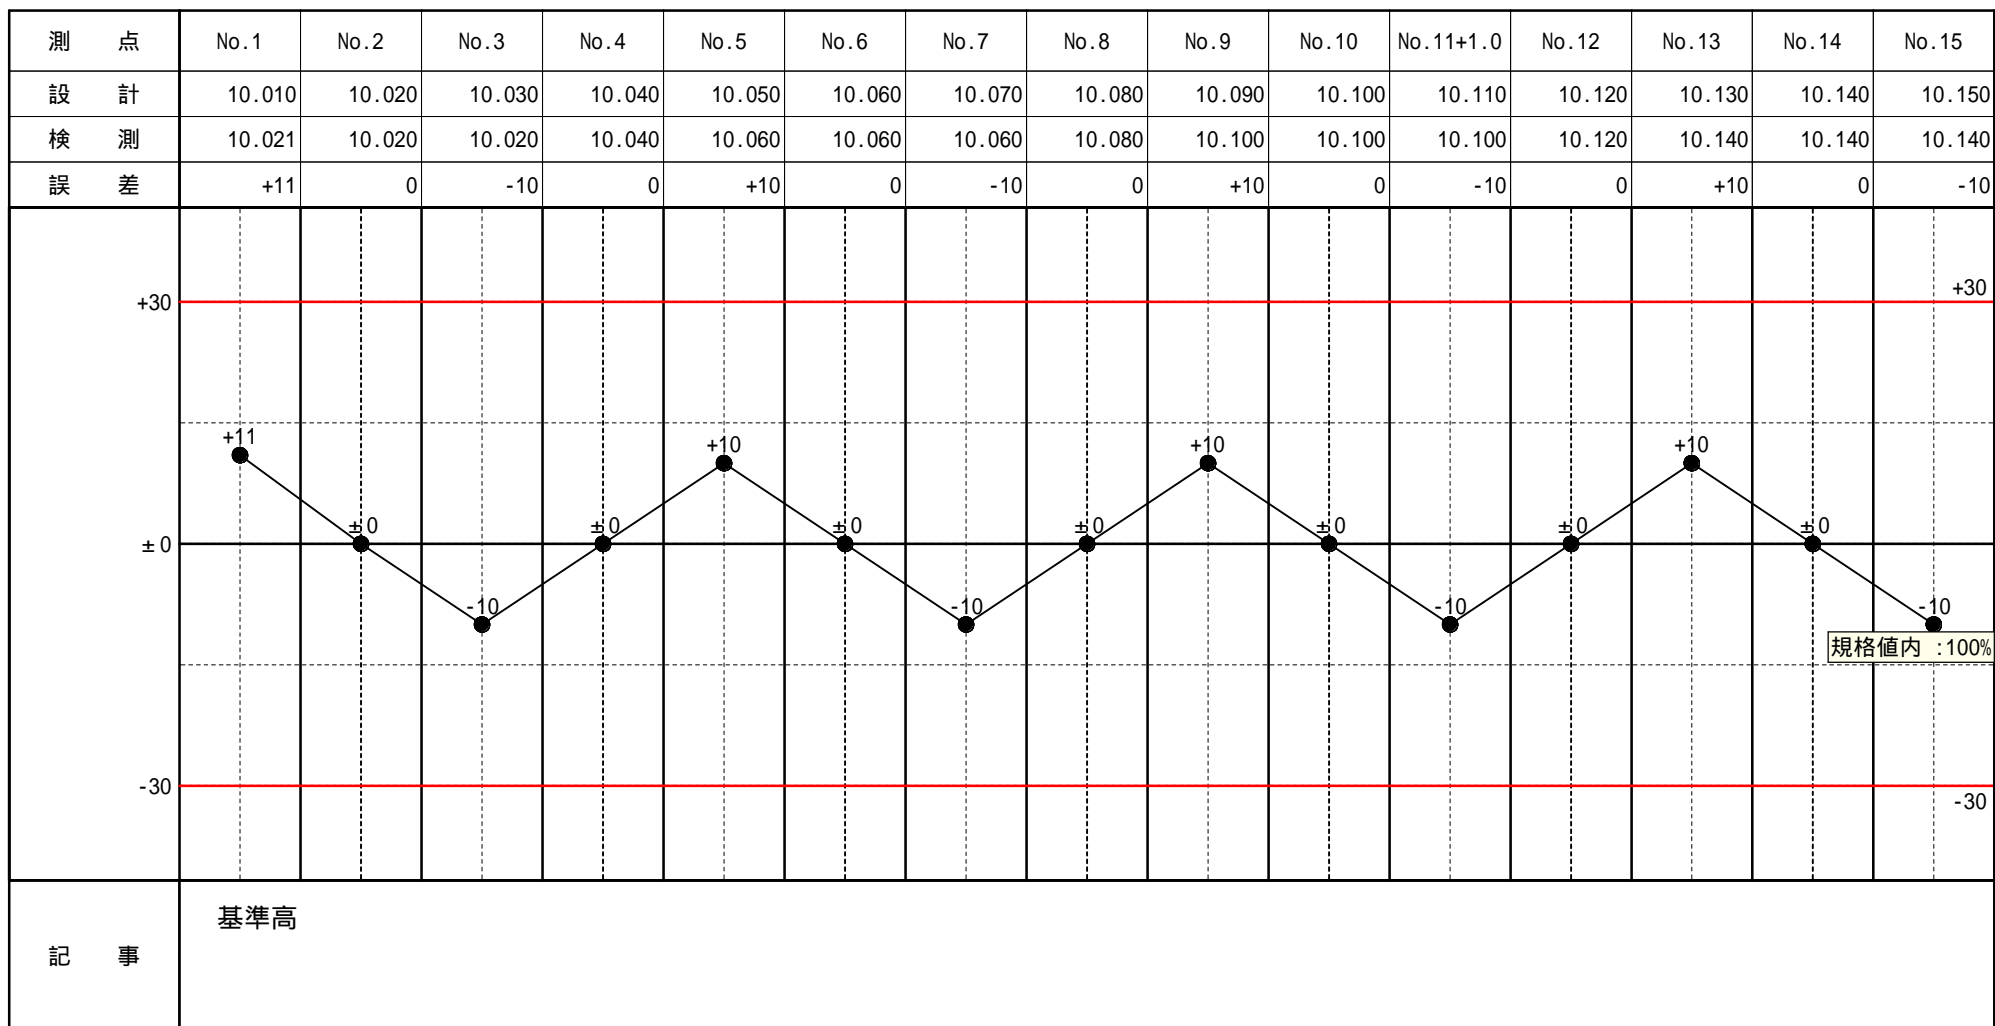 測 点 No.1 No.2 No.3 No.4 No.5 No.6 No.7 No.8 No.9 No.10 No.11+1.0 No.12 No.13 No.14 No.15
設 計 10.010 10.020 10.030 10.040 10.050 10.060 10.070 10.080 10.090 10.100 10.110 10.120 10.130 10.140 10.150
検 測 10.021 10.020 10.020 10.040 10.060 10.060 10.060 10.080 10.100 10.100 10.100 10.120 10.140 10.140 10.140
誤 差 +11 0 -10 0 +10 0 -10 0 +10 0 -10 0 +10 0 -10
+30 +30
+11 +10 +10 +10
±0 ±0 ±0 ±0 ±0 ±0 ±0
±0
-10 -10 -10 -10
規格値内 :100%
-30 -30
基準高
記 事